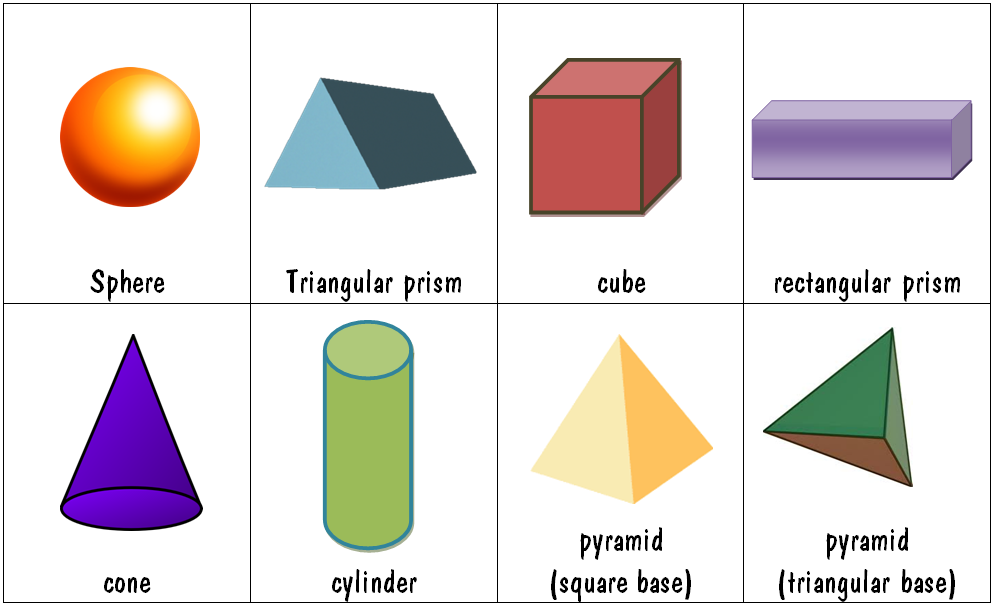 Sphere
Triangular prism
cube
rectangular prism
cone
cylinder
pyramid
(square base)
pyramid
(triangular base)